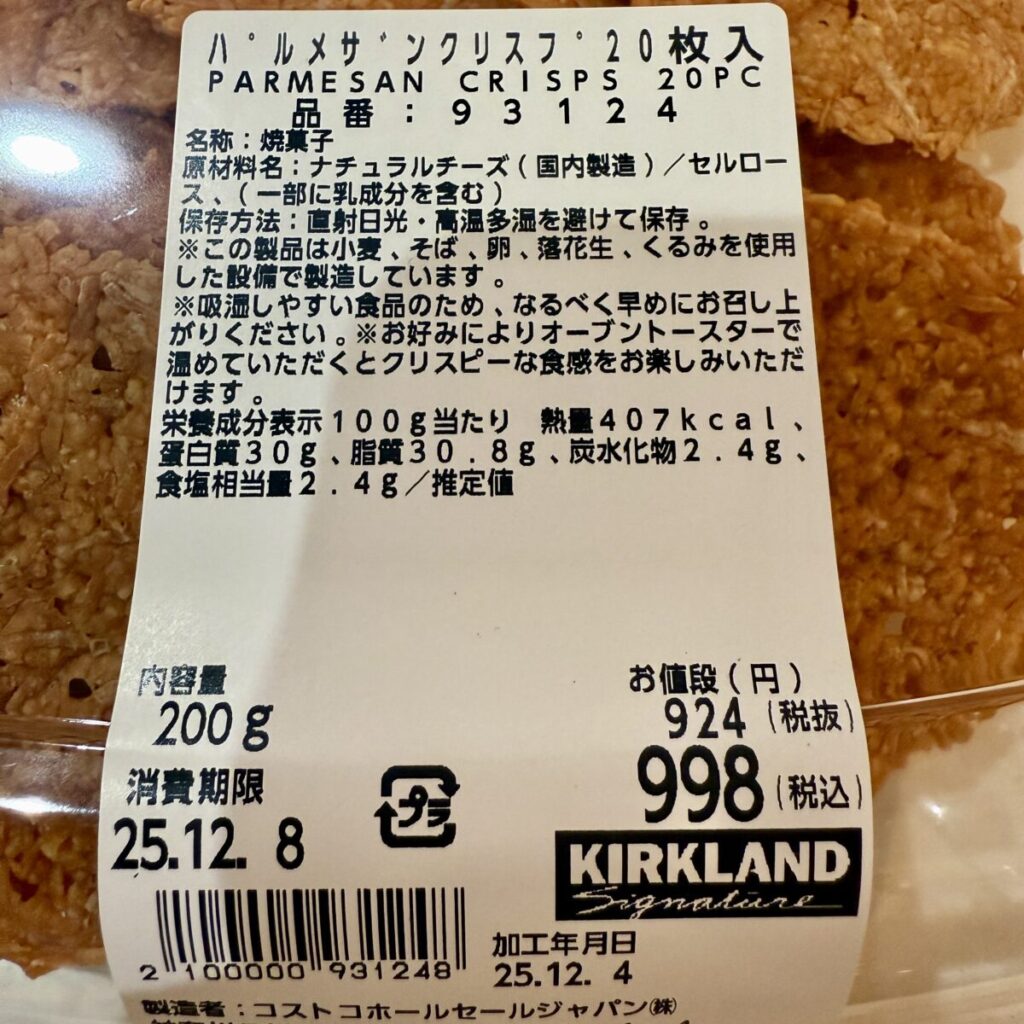 パルメザンクリスプ20枚入
PARMESAN CRISPS 20PC
品番:93124
名称:焼菓子
原材料名:ナチュラルチーズ(国内製造)/セルロー
ス、(一部に乳成分を含む)
保存方法:直射日光・高温多湿を避けて保存。
※この製品は小麦、そば、卵、落花生、くるみを使用
した設備で製造しています。
※吸湿しやすい食品のため、なるべく早めにお召し上
がりください。※お好みによりオーブントースターで
温めていただくとクリスピーな食感をお楽しみいただ
けます。
栄養成分表示100g当たり 熱量407kcal、
蛋白質30g、脂質30.8g、炭水化物2.4g、
食塩相当量2.4g/推定値
内容量
200g
お値段(円)
924(税抜)
998(税込)
消費期限
25.12.8
プラ
KIRKLAND
Signature
2 100000 931248
加工年月日
25.12.4
製造者:コストコホールセールジャパン㈱